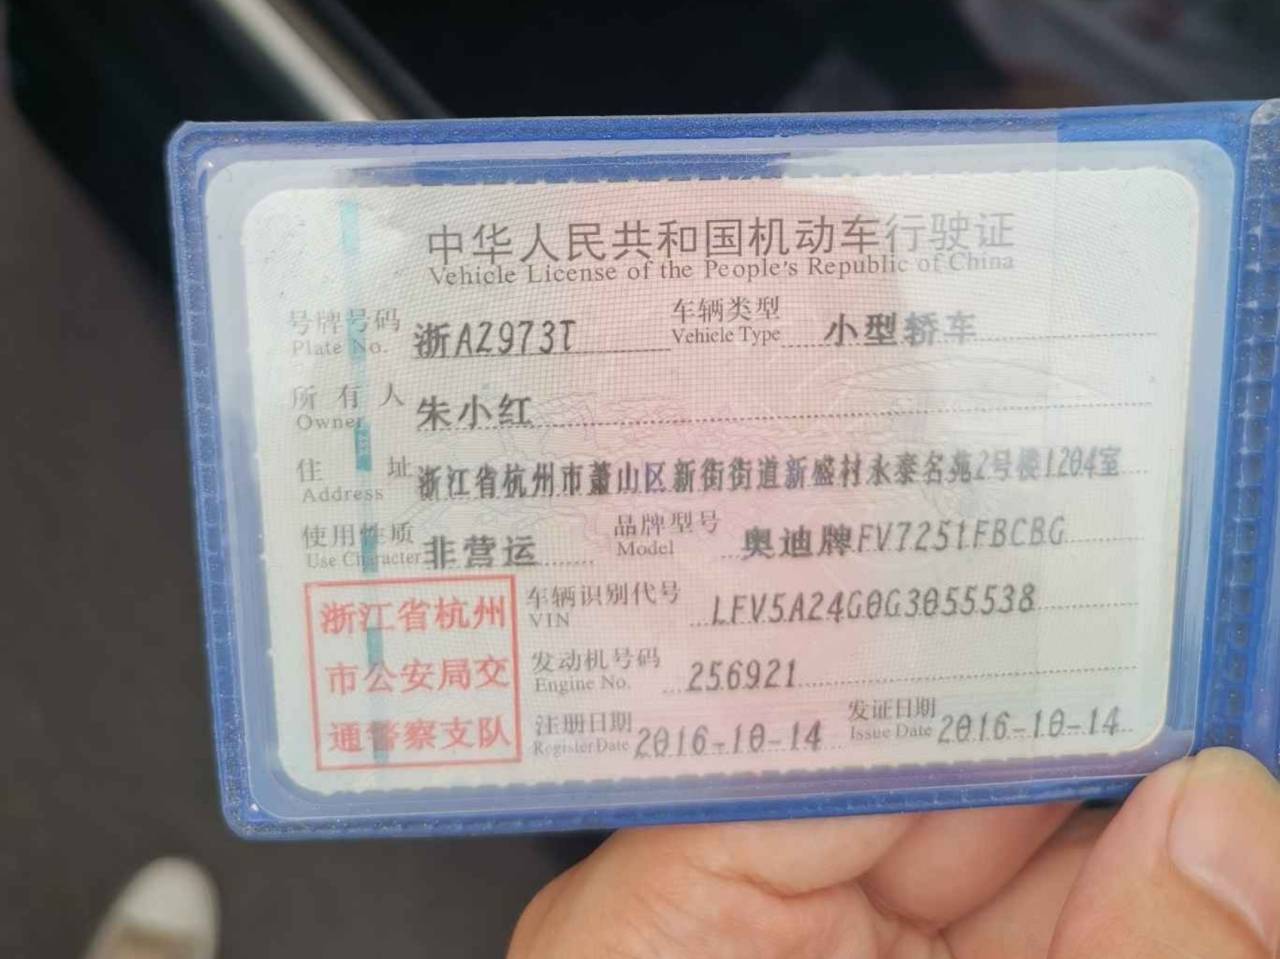 中华人民共和国机动车行驶证
Vehicle License of the People's Republic of China
号牌号码 浙AZ973T 车辆类型 小型轿车
Plate No. Vehicle Type
所有人 朱小红
Owner
住址 浙江省杭州市萧山区新街街道新盛村永泰名苑2号楼1204室
Address
使用性质 非营运 品牌型号 奥迪牌FV7251FBCBG
Use Character Model
浙江省杭州市公安局交通警察支队
车辆识别代号 LFV5A24G0G3055538
VIN
发动机号码 256921
Engine No.
注册日期 2016-10-14 发证日期 2016-10-14
Register Date Issue Date